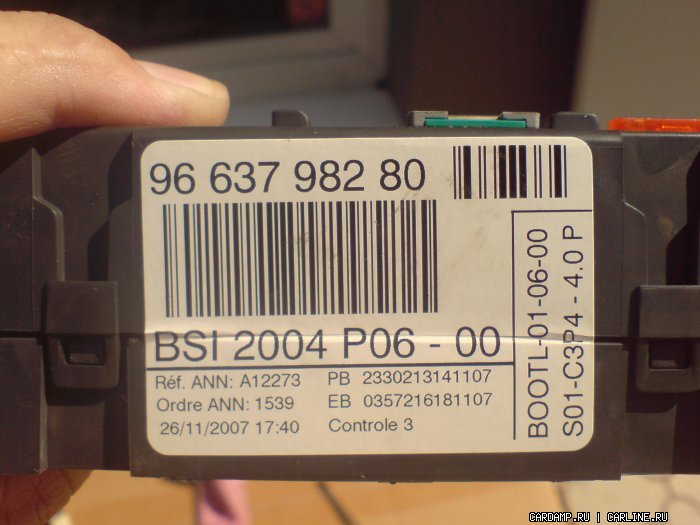 96 637 982 80
BSI 2004 P06 - 00
Réf. ANN: A12273 PB 2330213141107
Ordre ANN: 1539 EB 0357216181107
26/11/2007 17:40 Controle 3
BOOTL-01-06-00
S01-C3P4 - 4.0 P
CARDAMP.RU | CARLINE.RU